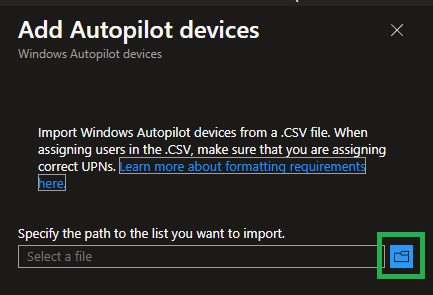 Add Autopilot devices
Windows Autopilot devices
Import Windows Autopilot devices from a .CSV file. When
assigning users in the .CSV, make sure that you are assigning
correct UPNs. Learn more about formatting requirements
here.
Specify the path to the list you want to import.
Select a file